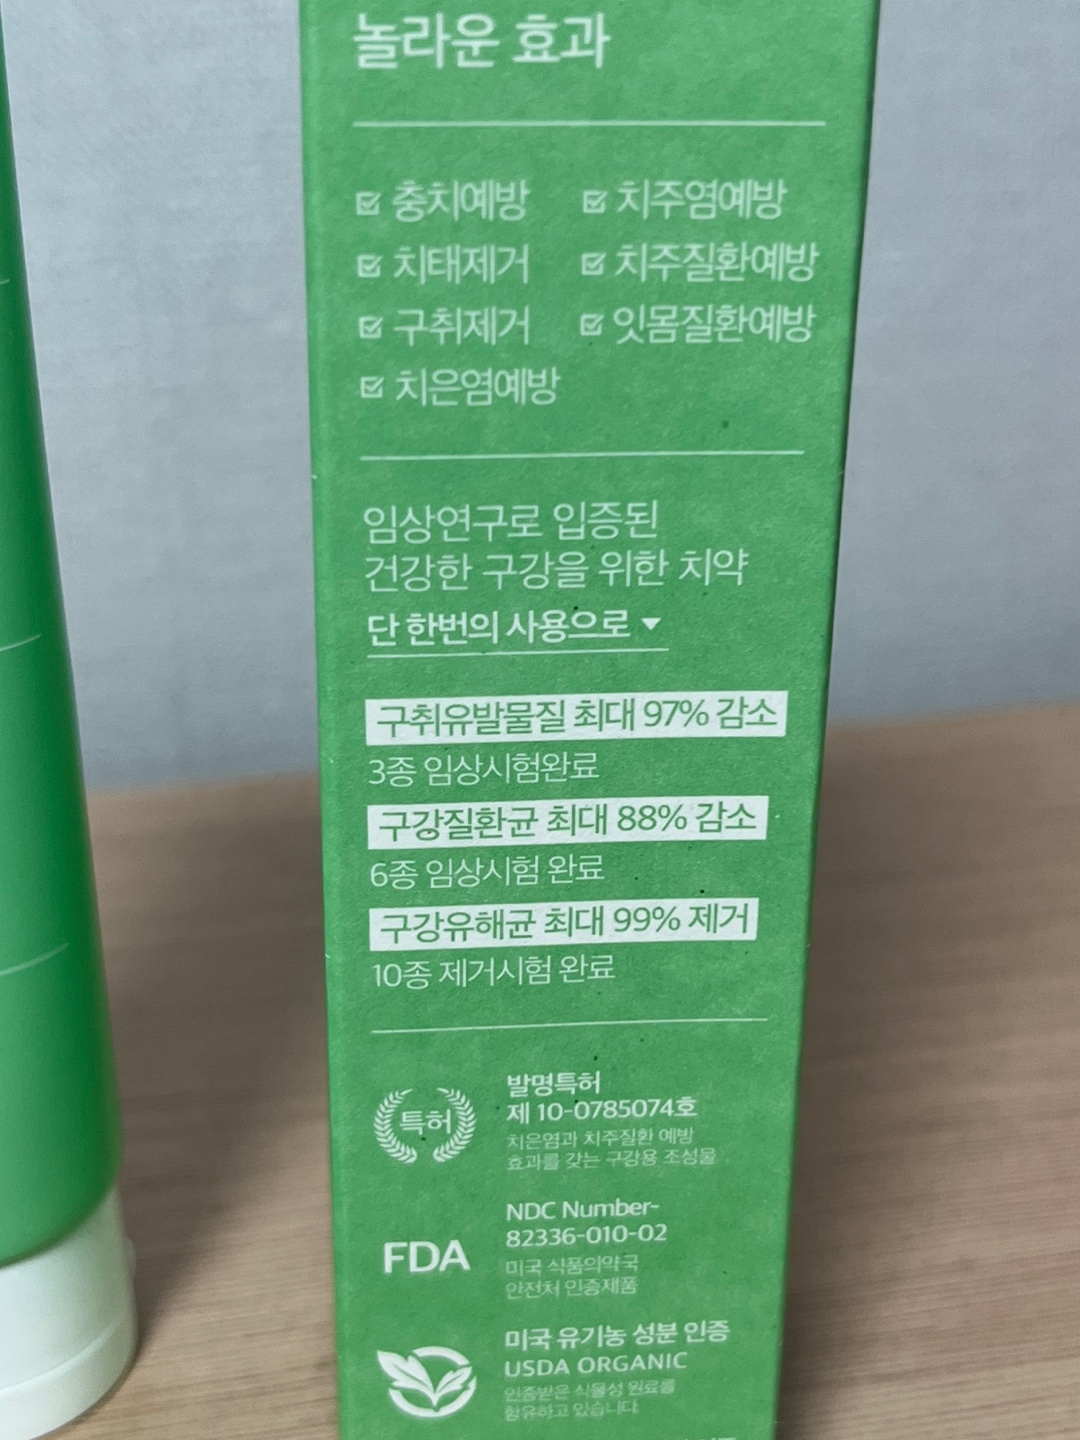 놀라운 효과
충치예방 치주염예방
치태제거 치주질환예방
구취제거 잇몸질환예방
치은염예방
임상연구로 입증된
건강한 구강을 위한 치약
단 한번의 사용으로
구취유발물질 최대 97% 감소
3종 임상시험완료
구강질환균 최대 88% 감소
6종 임상시험 완료
구강유해균 최대 99% 제거
10종 제거시험 완료
특허
발명특허
제 10-0785074호
치은염과 치주질환 예방
효과를 갖는 구강용 조성물
FDA
NDC Number-
82336-010-02
미국 식품의약국
안전처 인증제품
미국 유기농 성분 인증
USDA ORGANIC
인증받은 식물성 원료를
함유하고 있습니다